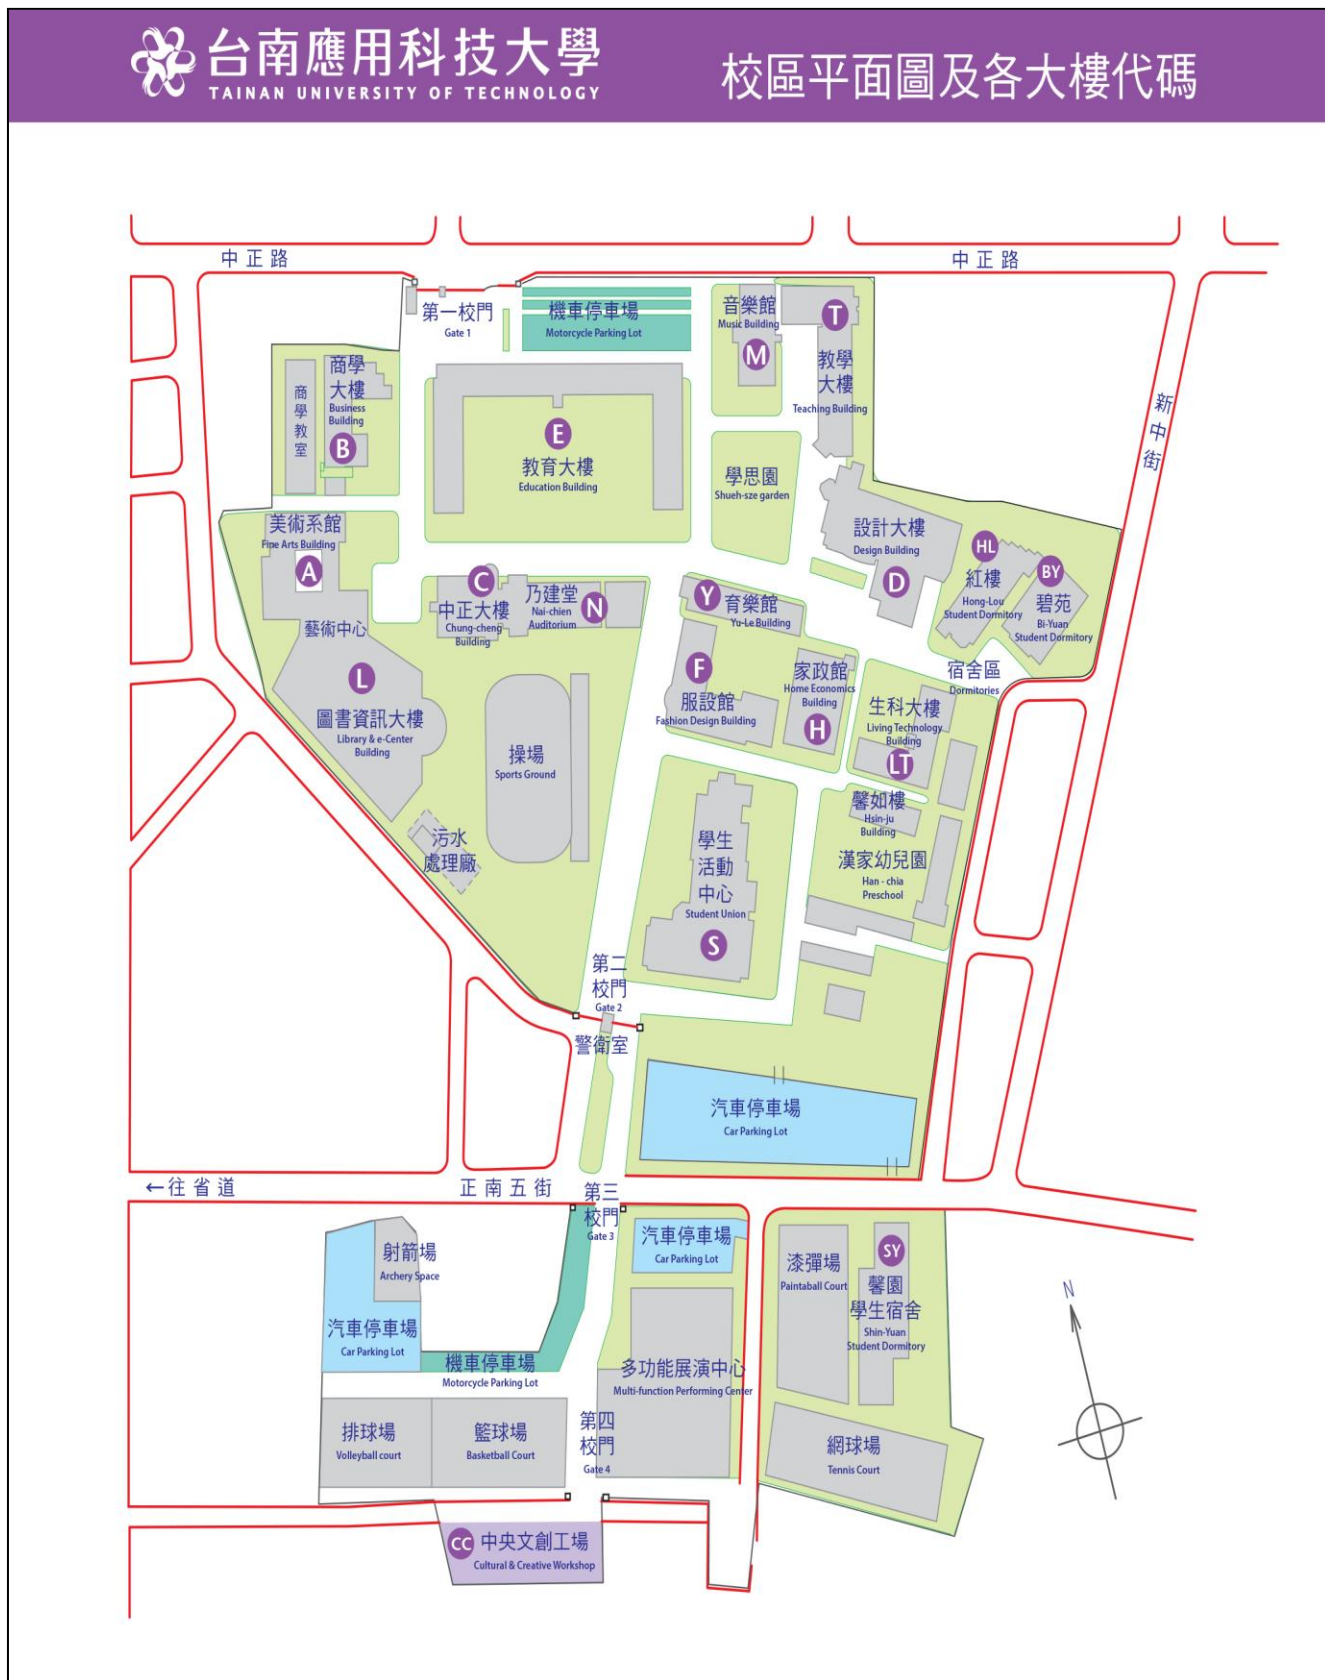 台南應用科技大學
TAINAN UNIVERSITY OF TECHNOLOGY
校區平面圖及各大樓代碼
中正路
中正路
第一校門
Gate 1
機車停車場
Motorcycle Parking Lot
音樂館
Music Building
M
T
教學
大樓
Teaching Building
新中街
商學教室
商學
大樓
Business
Building
B
E
教育大樓
Education Building
學思園
Shueh-sze garden
美術系館
Fine Arts Building
A
設計大樓
Design Building
D
HL
紅樓
Hong-Lou
Student Dormitory
BY
碧苑
Bi-Yuan
Student Dormitory
C
中正大樓
Chung-cheng
Building
乃建堂
Nai-chien
Auditorium
N
Y
育樂館
Yu-Le Building
藝術中心
L
圖書資訊大樓
Library & e-Center
Building
F
服設館
Fashion Design Building
家政館
Home Economics
Building
H
宿舍區
Dormitories
生科大樓
Living Technology
Building
LT
操場
Sports Ground
馨如樓
Hsin-ju
Building
污水
處理廠
學生
活動
中心
Student Union
S
漢家幼兒園
Han - chia
Preschool
第二
校門
Gate 2
警衛室
汽車停車場
Car Parking Lot
←往省道
正南五街
第三
校門
Gate 3
汽車停車場
Car Parking Lot
射箭場
Archery Space
漆彈場
Paintaball Court
SY
馨園
學生宿舍
Shin-Yuan
Student Dormitory
N
汽車停車場
Car Parking Lot
機車停車場
Motorcycle Parking Lot
多功能展演中心
Multi-function Performing Center
排球場
Volleyball court
籃球場
Basketball Court
第四
校門
Gate 4
網球場
Tennis Court
CC
中央文創工場
Cultural & Creative Workshop